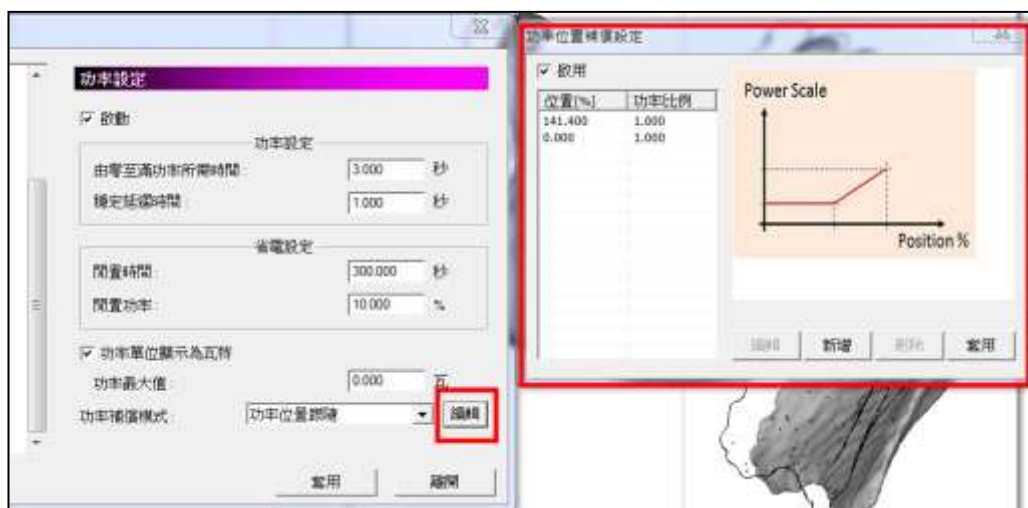 功率設定
啟動
功率設定
由零至滿功率所需時間: 3.000 秒
穩定延遲時間: 1.000 秒
省電設定
閒置時間: 300.000 秒
閒置功率: 10.000 %
功率單位顯示為瓦特
功率最大值: 0.000 瓦
功率補償模式: 功率位置跟隨 編輯
套用 離開
功率位置補償設定
啟用
位置[%] 功率比例
141.400 1.000
0.000 1.000
Power Scale
Position %
編輯 新增 刪除 套用